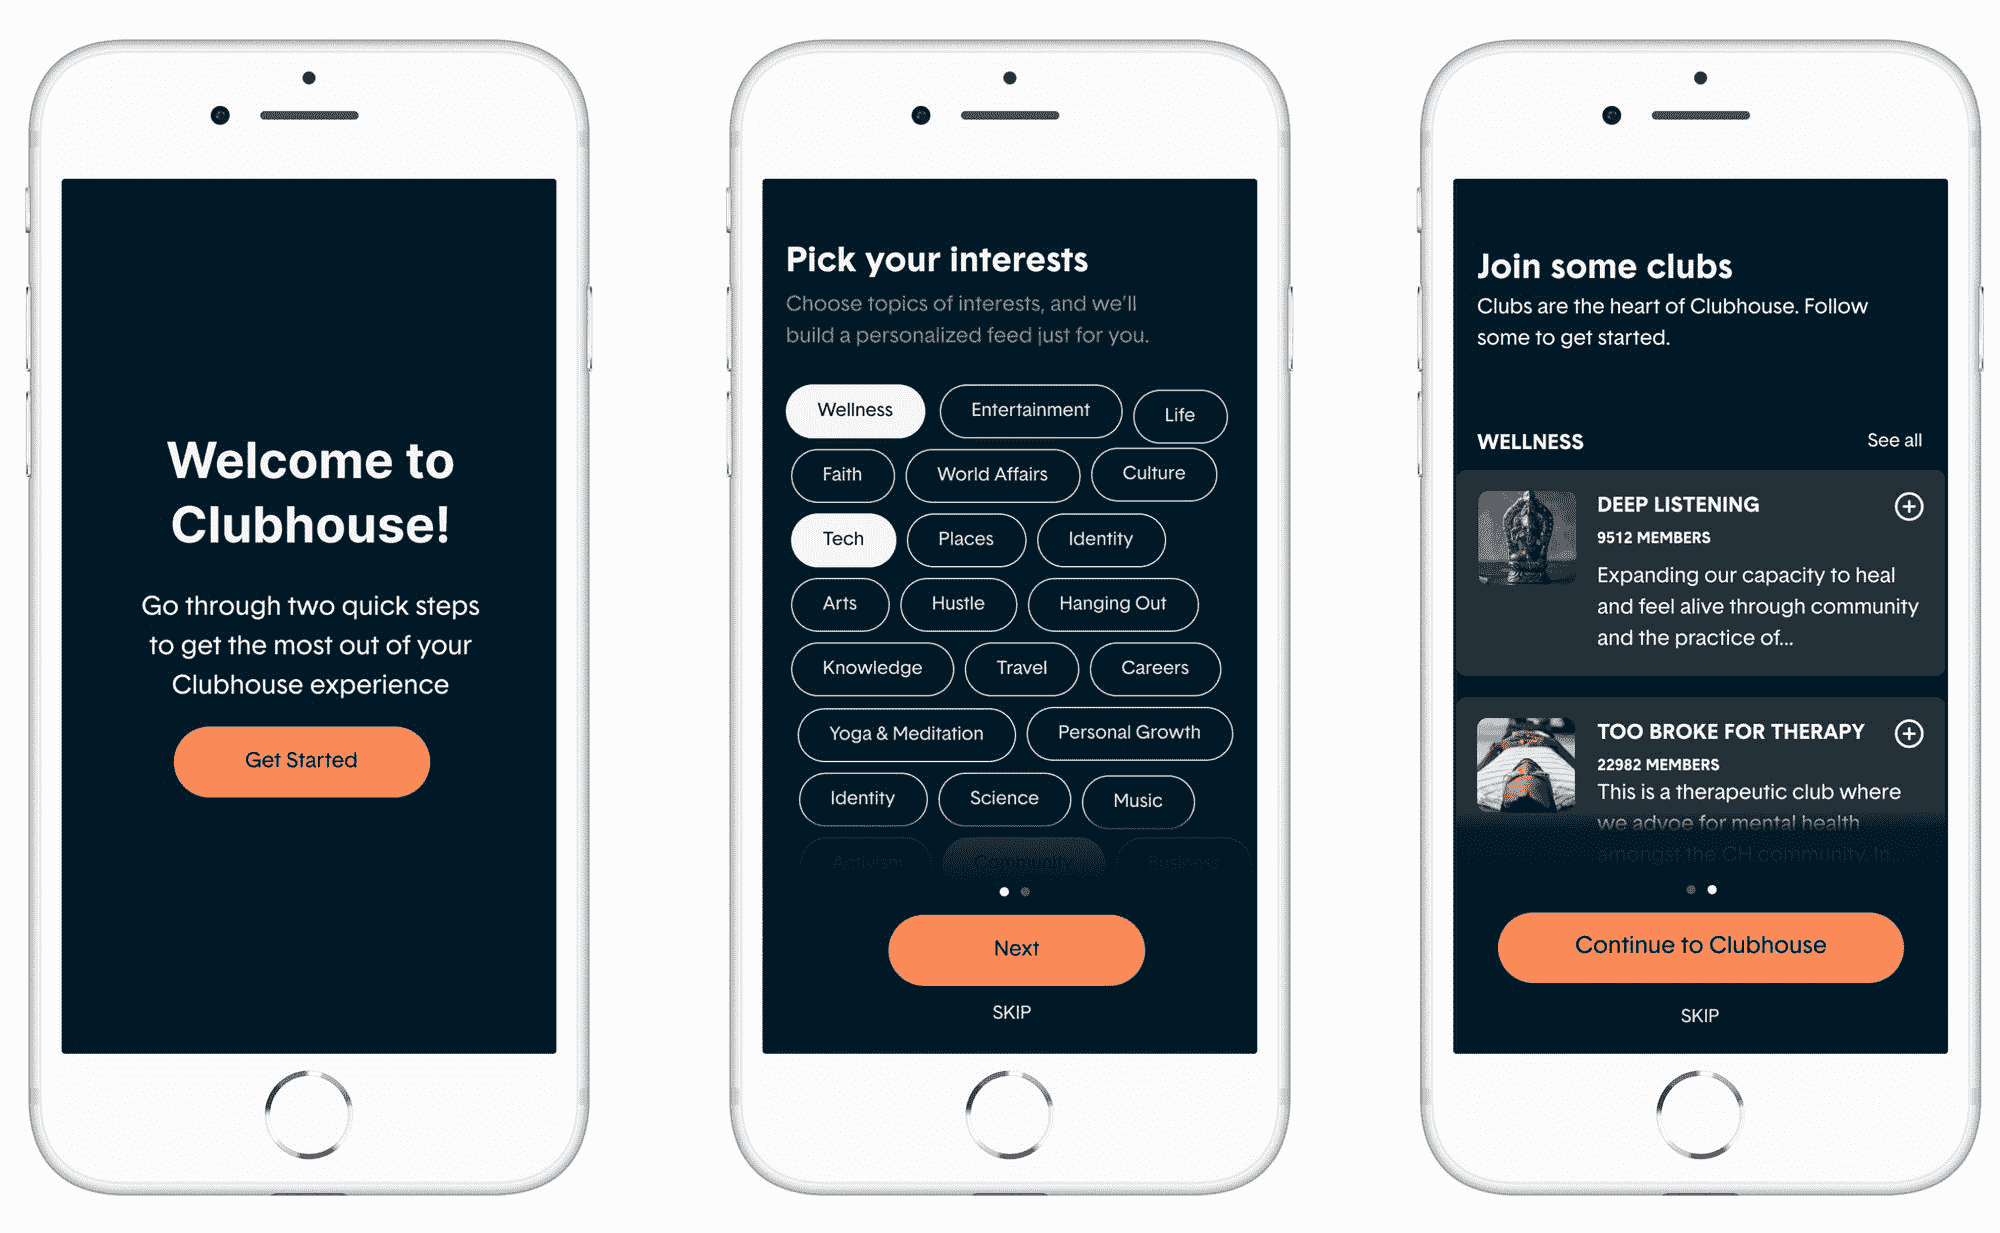 Welcome to
Clubhouse!
Go through two quick steps
to get the most out of your
Clubhouse experience
Get Started
Pick your interests
Choose topics of interests, and we'll
build a personalized feed just for you.
Wellness
Entertainment
Life
Faith
World Affairs
Culture
Tech
Places
Identity
Arts
Hustle
Hanging Out
Knowledge
Travel
Careers
Yoga & Meditation
Personal Growth
Identity
Science
Music
Activism
Community
Business
Next
SKIP
Join some clubs
Clubs are the heart of Clubhouse. Follow
some to get started.
WELLNESS
See all
DEEP LISTENING
9512 MEMBERS
Expanding our capacity to heal
and feel alive through community
and the practice of...
TOO BROKE FOR THERAPY
22982 MEMBERS
This is a therapeutic club where
we advoe for mental health
amongst the CH community. In...
Continue to Clubhouse
SKIP